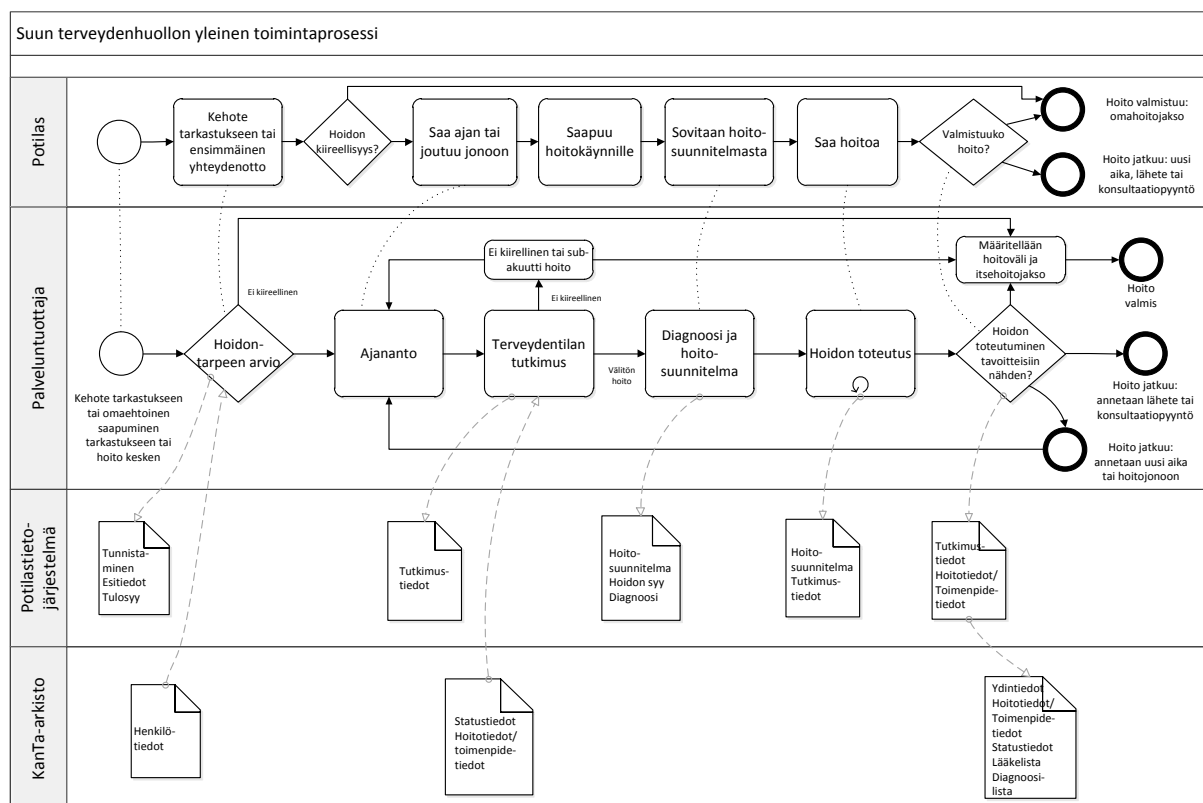 Suun terveydenhuollon yleinen toimintaprosessi
Potilas
Kehote
tarkastukseen tai
ensimmäinen
yhteydenotto
Hoidon
kiireellisyys?
Saa ajan tai
joutuu jonoon
Saapuu
hoitokäynnille
Sovitaan hoito-
suunnitelmasta
Saa hoitoa
Valmistuuko
hoito?
Hoito valmistuu:
omahoitojakso
Hoito jatkuu: uusi
aika, lähete tai
konsultaatiopyyntö
Palveluntuottaja
Kehote tarkastukseen
tai omaehtoinen
saapuminen
tarkastukseen tai
hoito kesken
Ei kiireellinen
Hoidon-
tarpeen arvio
Ajananto
Ei kiirellinen tai sub-
akuutti hoito
Ei kiireellinen
Terveydentilan
tutkimus
Välitön
hoito
Diagnoosi ja
hoito-
suunnitelma
Hoidon toteutus
Määritellään
hoitoväli ja
itsehoitojakso
Hoito
valmis
Hoidon
toteutuminen
tavoitteisiin
nähden?
Hoito jatkuu:
annetaan lähete tai
konsultaatiopyyntö
Hoito jatkuu:
annetaan uusi aika
tai hoitojonoon
Potilastieto-
järjestelmä
Tunnista-
minen
Esitiedot
Tulosyy
Tutkimus-
tiedot
Hoito-
suunnitelma
Hoidon syy
Diagnoosi
Hoito-
suunnitelma
Tutkimus-
tiedot
Tutkimus-
tiedot
Hoitotiedot/
Toimenpide-
tiedot
KanTa-arkisto
Henkilö-
tiedot
Statustiedot
Hoitotiedot/
toimenpide-
tiedot
Ydintiedot
Hoitotiedot/
Toimenpide-
tiedot
Statustiedot
Lääkelista
Diagnoosi-
lista